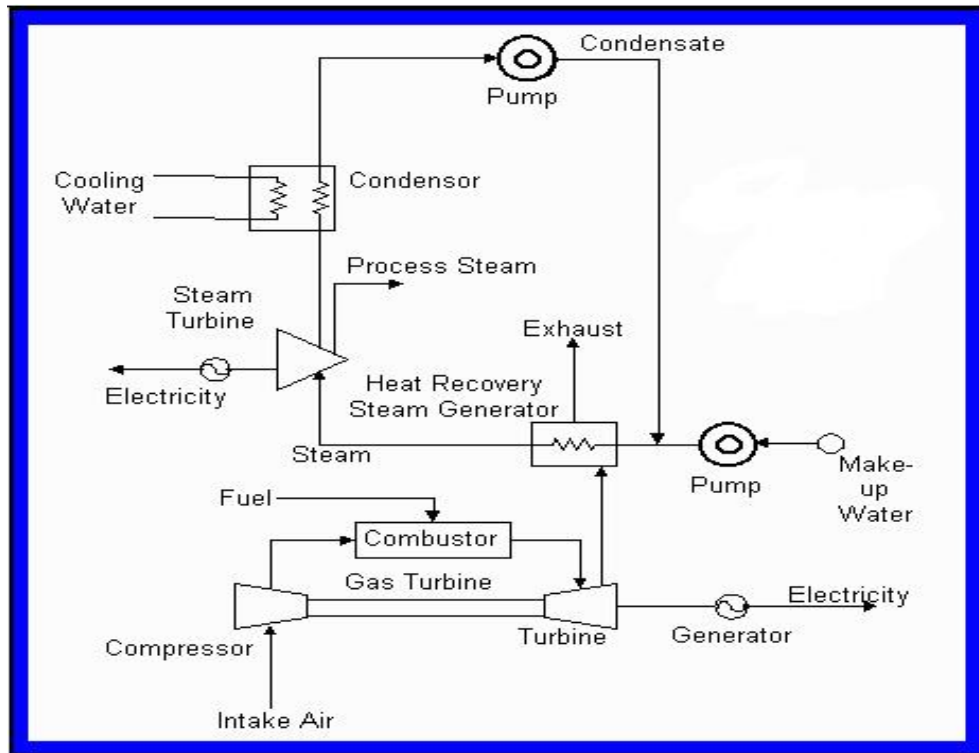 Condensate
Pump
Cooling
Water
Condensor
Process Steam
Steam
Turbine
Exhaust
Electricity
Heat Recovery
Steam Generator
Steam
Pump
Make-
up
Water
Fuel
Combustor
Gas Turbine
Electricity
Compressor
Turbine
Generator
Intake Air